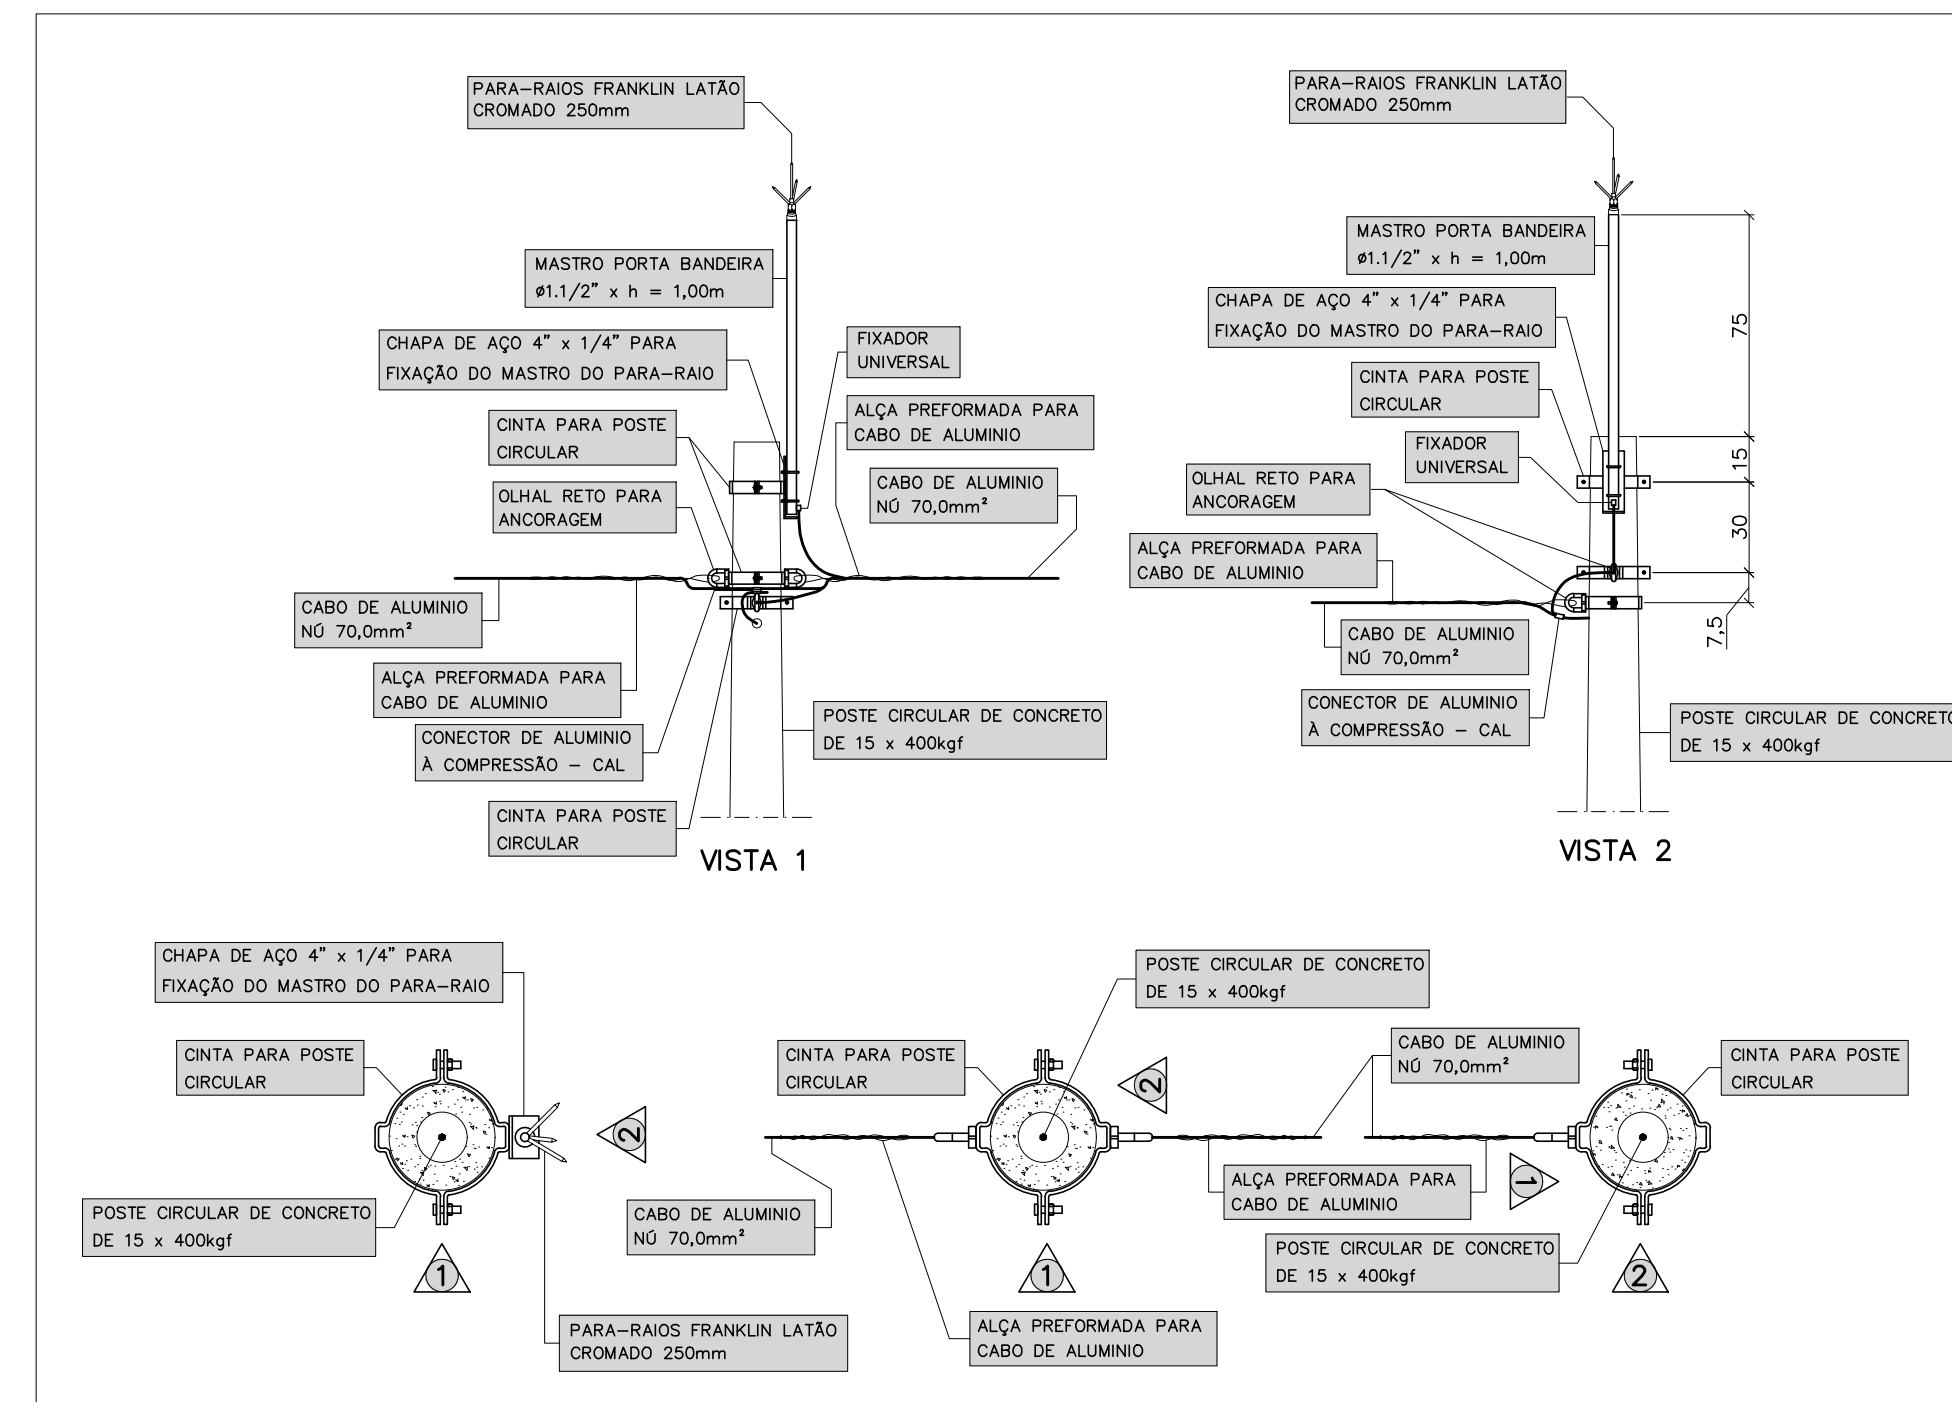 PARA-RAIOS FRANKLIN LATÃO
CROMADO 250mm
MASTRO PORTA BANDEIRA
ø1.1/2" x h = 1,00m
CHAPA DE AÇO 4" x 1/4" PARA
FIXAÇÃO DO MASTRO DO PARA-RAIO
FIXADOR
UNIVERSAL
CINTA PARA POSTE
CIRCULAR
ALÇA PREFORMADA PARA
CABO DE ALUMINIO
OLHAL RETO PARA
ANCORAGEM
CABO DE ALUMINIO
NÚ 70,0mm²
CABO DE ALUMINIO
NÚ 70,0mm²
ALÇA PREFORMADA PARA
CABO DE ALUMINIO
CONECTOR DE ALUMINIO
À COMPRESSÃO - CAL
POSTE CIRCULAR DE CONCRETO
DE 15 x 400kgf
CINTA PARA POSTE
CIRCULAR
VISTA 1
PARA-RAIOS FRANKLIN LATÃO
CROMADO 250mm
MASTRO PORTA BANDEIRA
ø1.1/2" x h = 1,00m
CHAPA DE AÇO 4" x 1/4" PARA
FIXAÇÃO DO MASTRO DO PARA-RAIO
CINTA PARA POSTE
CIRCULAR
FIXADOR
UNIVERSAL
OLHAL RETO PARA
ANCORAGEM
ALÇA PREFORMADA PARA
CABO DE ALUMINIO
CABO DE ALUMINIO
NÚ 70,0mm²
CONECTOR DE ALUMINIO
À COMPRESSÃO - CAL
POSTE CIRCULAR DE CONCRETO
DE 15 x 400kgf
75
15
30
7,5
VISTA 2
CHAPA DE AÇO 4" x 1/4" PARA
FIXAÇÃO DO MASTRO DO PARA-RAIO
CINTA PARA POSTE
CIRCULAR
2
POSTE CIRCULAR DE CONCRETO
DE 15 x 400kgf
1
PARA-RAIOS FRANKLIN LATÃO
CROMADO 250mm
POSTE CIRCULAR DE CONCRETO
DE 15 x 400kgf
CINTA PARA POSTE
CIRCULAR
2
CABO DE ALUMINIO
NÚ 70,0mm²
CABO DE ALUMINIO
NÚ 70,0mm²
1
ALÇA PREFORMADA PARA
CABO DE ALUMINIO
ALÇA PREFORMADA PARA
CABO DE ALUMINIO
CINTA PARA POSTE
CIRCULAR
1
POSTE CIRCULAR DE CONCRETO
DE 15 x 400kgf
2